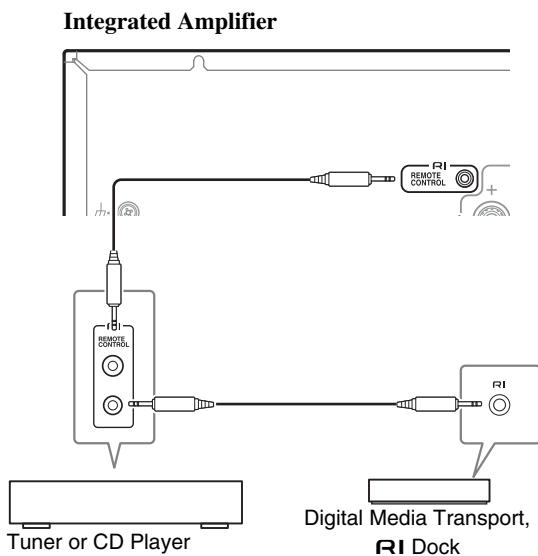 Integrated Amplifier
RI
REMOTE
CONTROL
+
RI
REMOTE
CONTROL
RI
Tuner or CD Player
Digital Media Transport,
RI Dock